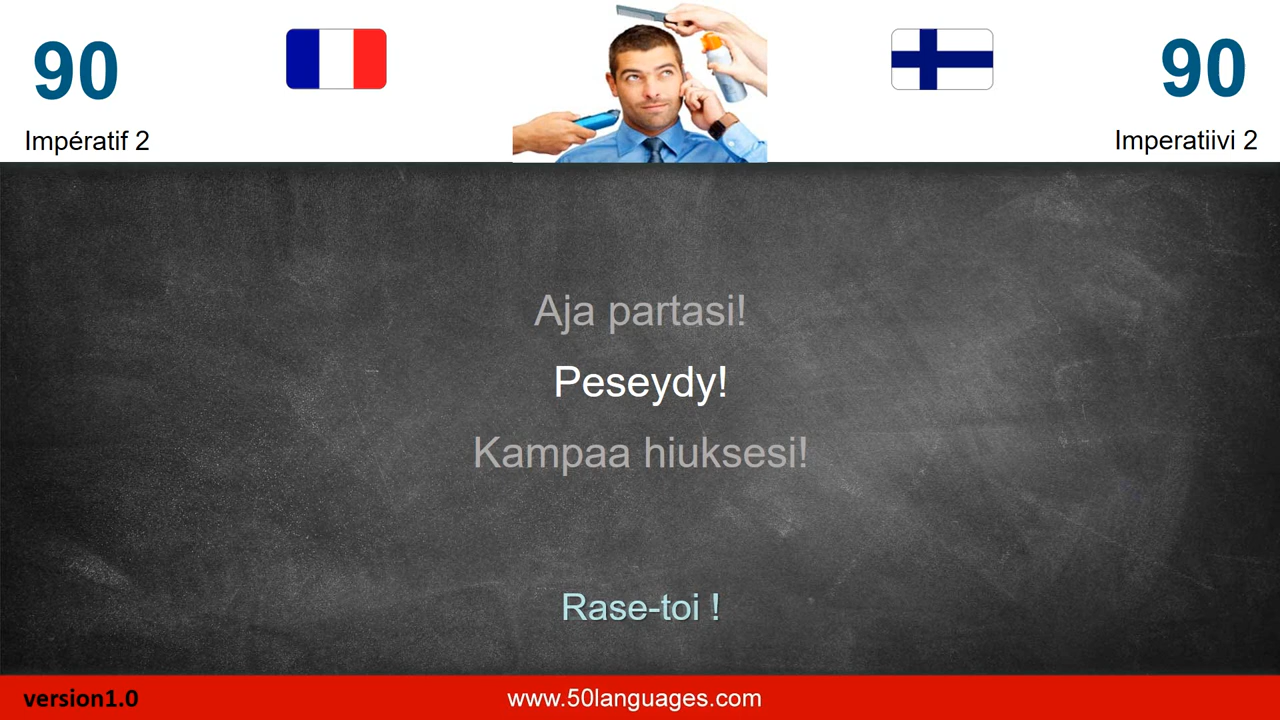 90
90
Impératif 2
Imperatiivi 2
Aja partasi!
Peseydy!
Kampaa hiuksesi!
Rase-toi !
version1.0
www.50languages.com